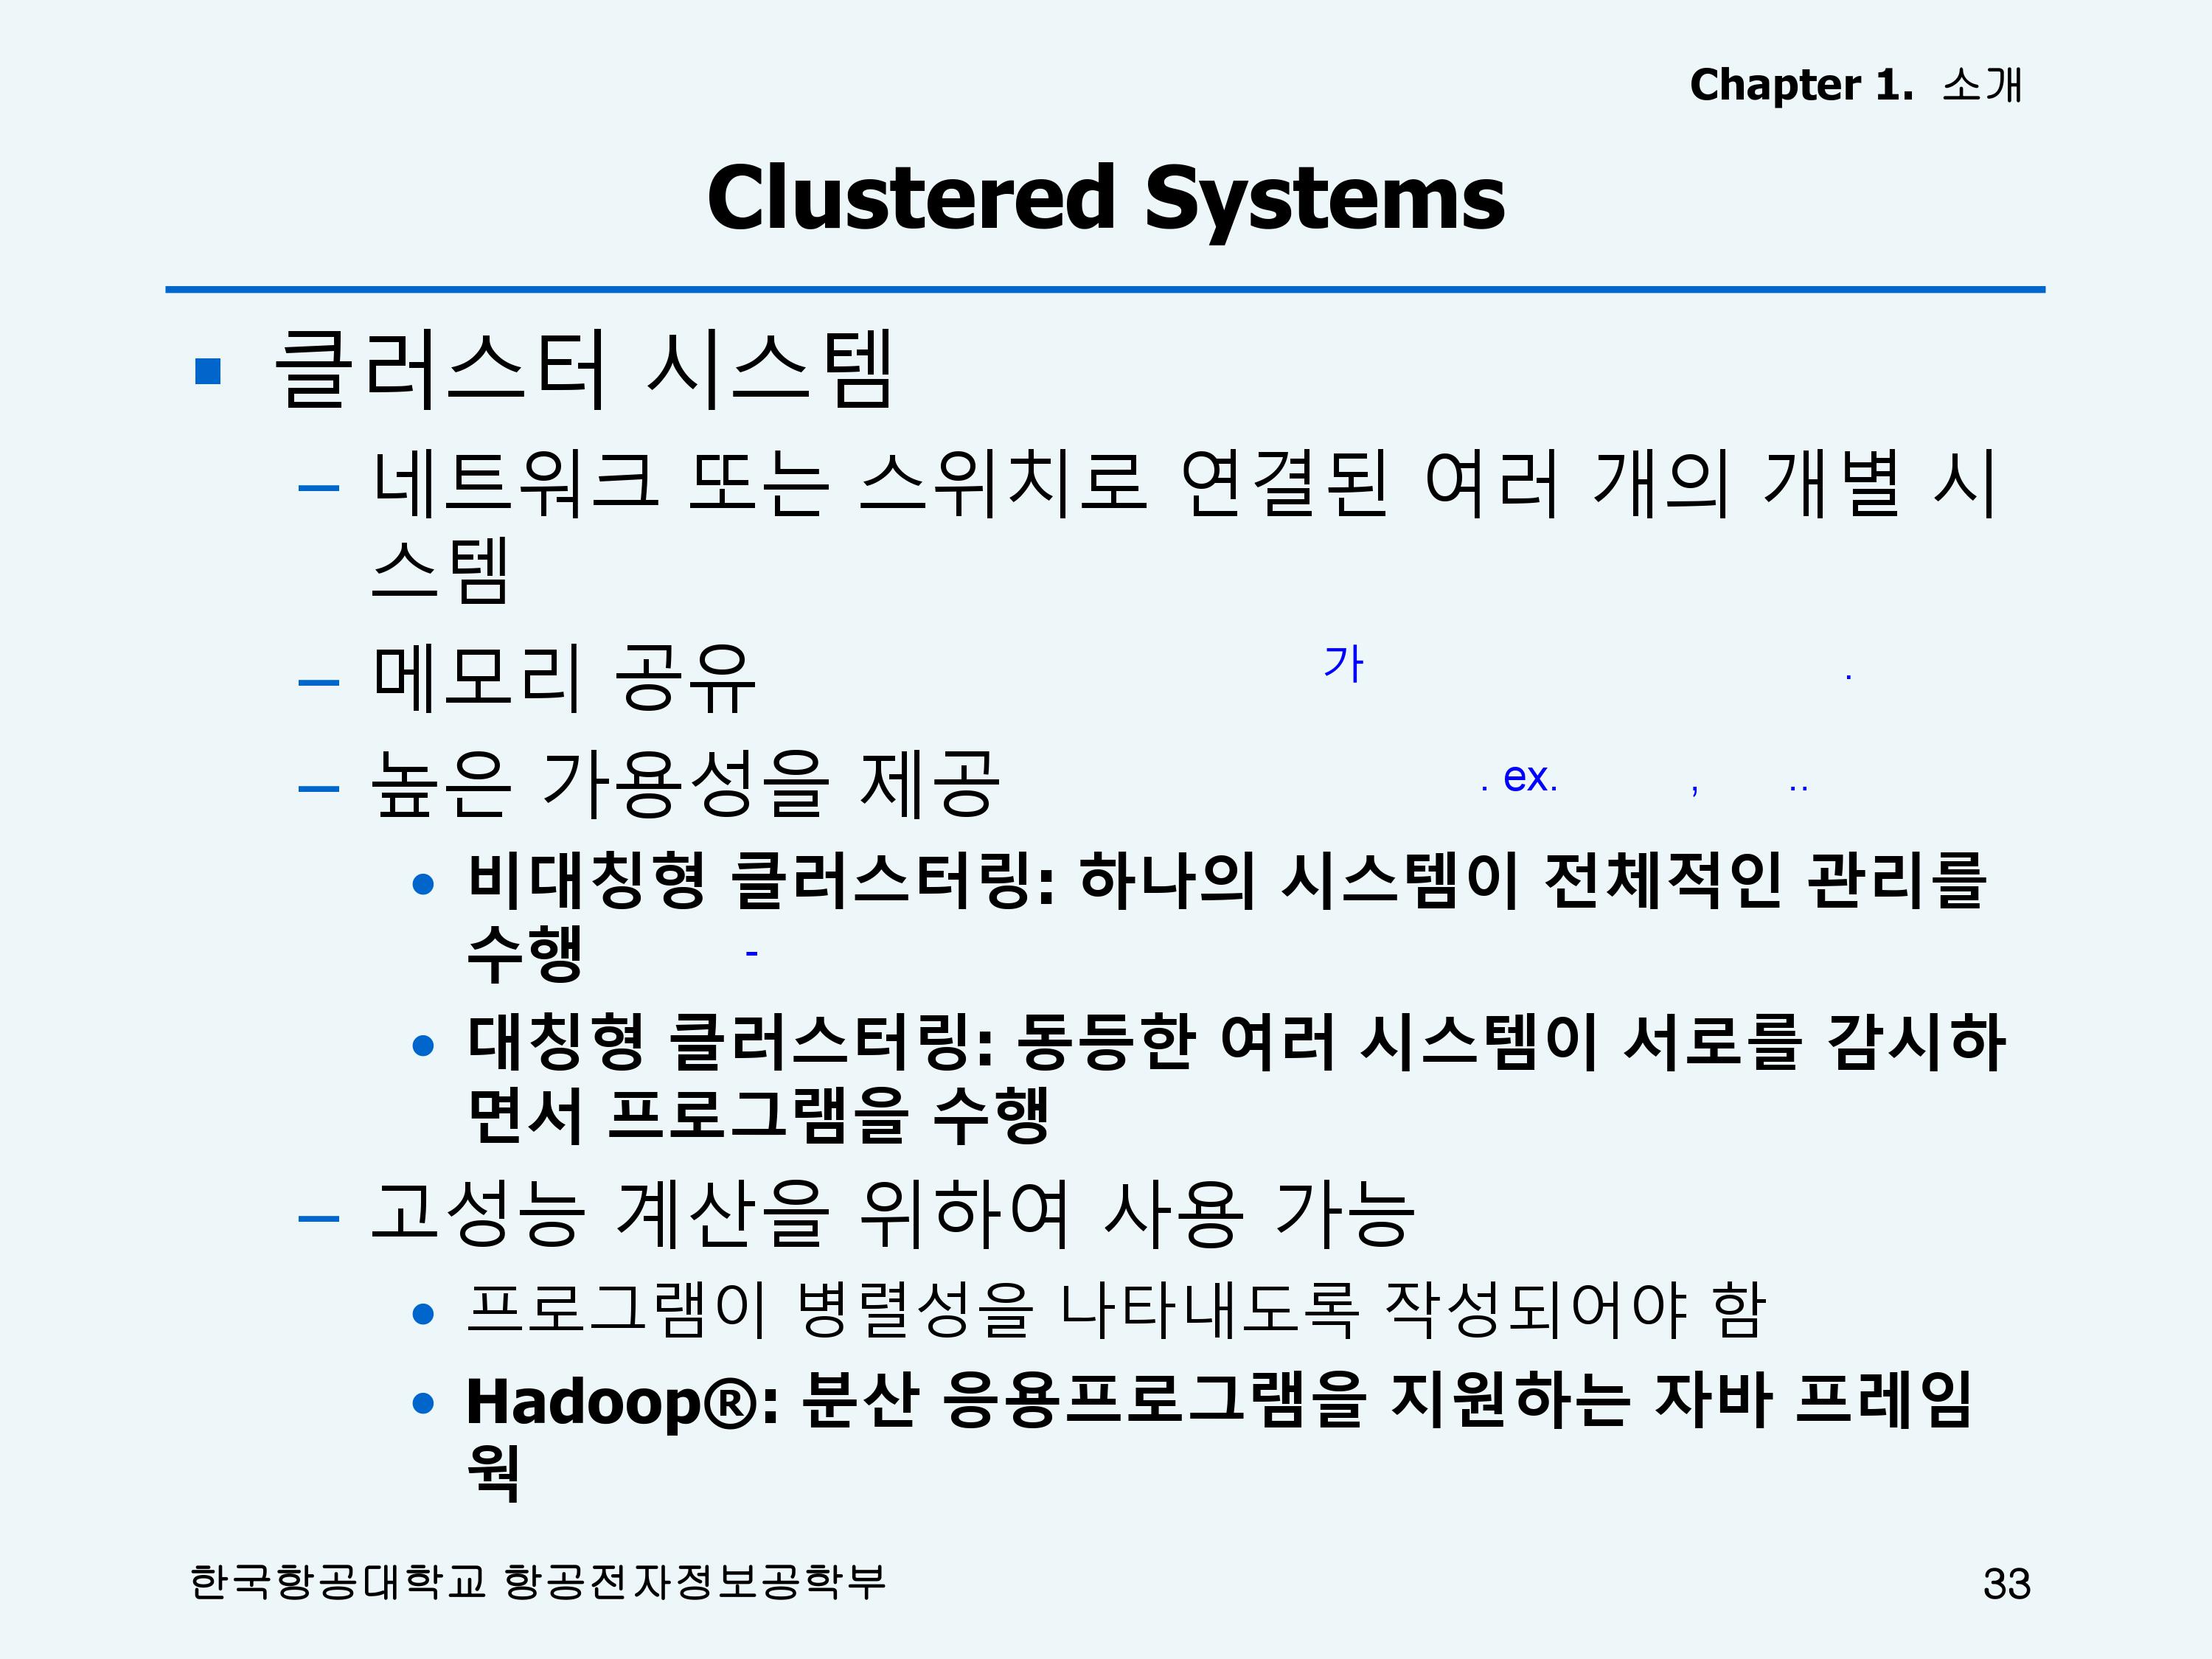 Chapter 1. 소개
Clustered Systems
클러스터 시스템
– 네트워크 또는 스위치로 연결된 여러 개의 개별 시
스템
– 메모리 공유 가 .
– 높은 가용성을 제공 . ex. , ..
• 비대칭형 클러스터링: 하나의 시스템이 전체적인 관리를
수행 -
• 대칭형 클러스터링: 동등한 여러 시스템이 서로를 감시하
면서 프로그램을 수행
– 고성능 계산을 위하여 사용 가능
• 프로그램이 병렬성을 나타내도록 작성되어야 함
• Hadoop®: 분산 응용프로그램을 지원하는 자바 프레임
웍
한국항공대학교 항공전자정보공학부 33